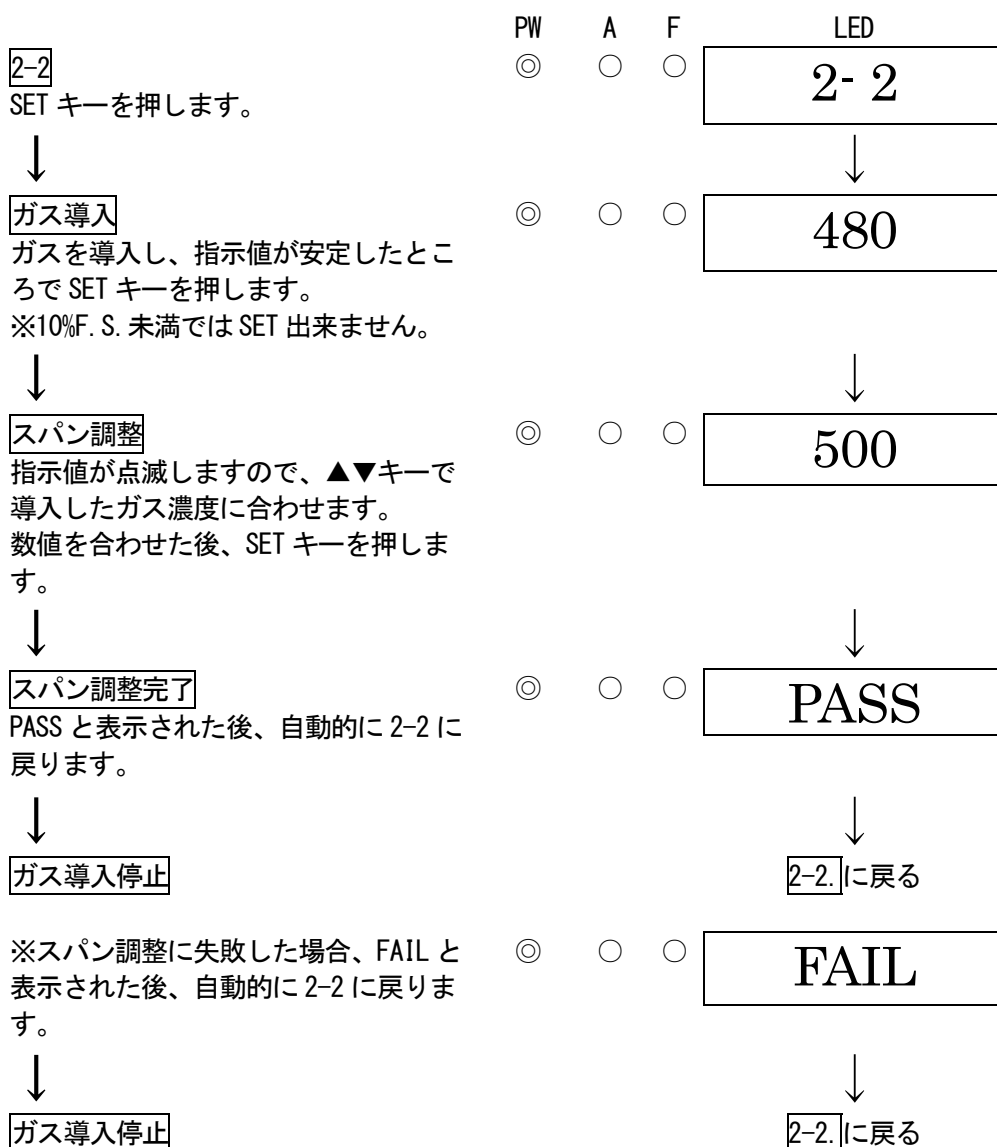 PW A F LED
2-2 ◎ ○ ○ 2- 2
SET キーを押します。
↓ ↓
ガス導入 ◎ ○ ○ 480
ガスを導入し、指示値が安定したとこ
ろで SET キーを押します。
※10%F.S.未満では SET 出来ません。
↓ ↓
スパン調整 ◎ ○ ○ 500
指示値が点滅しますので、▲▼キーで
導入したガス濃度に合わせます。
数値を合わせた後、SET キーを押しま
す。
↓ ↓
スパン調整完了 ◎ ○ ○ PASS
PASS と表示された後、自動的に 2-2 に
戻ります。
↓ ↓
ガス導入停止 2-2.に戻る
※スパン調整に失敗した場合、FAIL と ◎ ○ ○ FAIL
表示された後、自動的に 2-2 に戻りま
す。
↓ ↓
ガス導入停止 2-2.に戻る